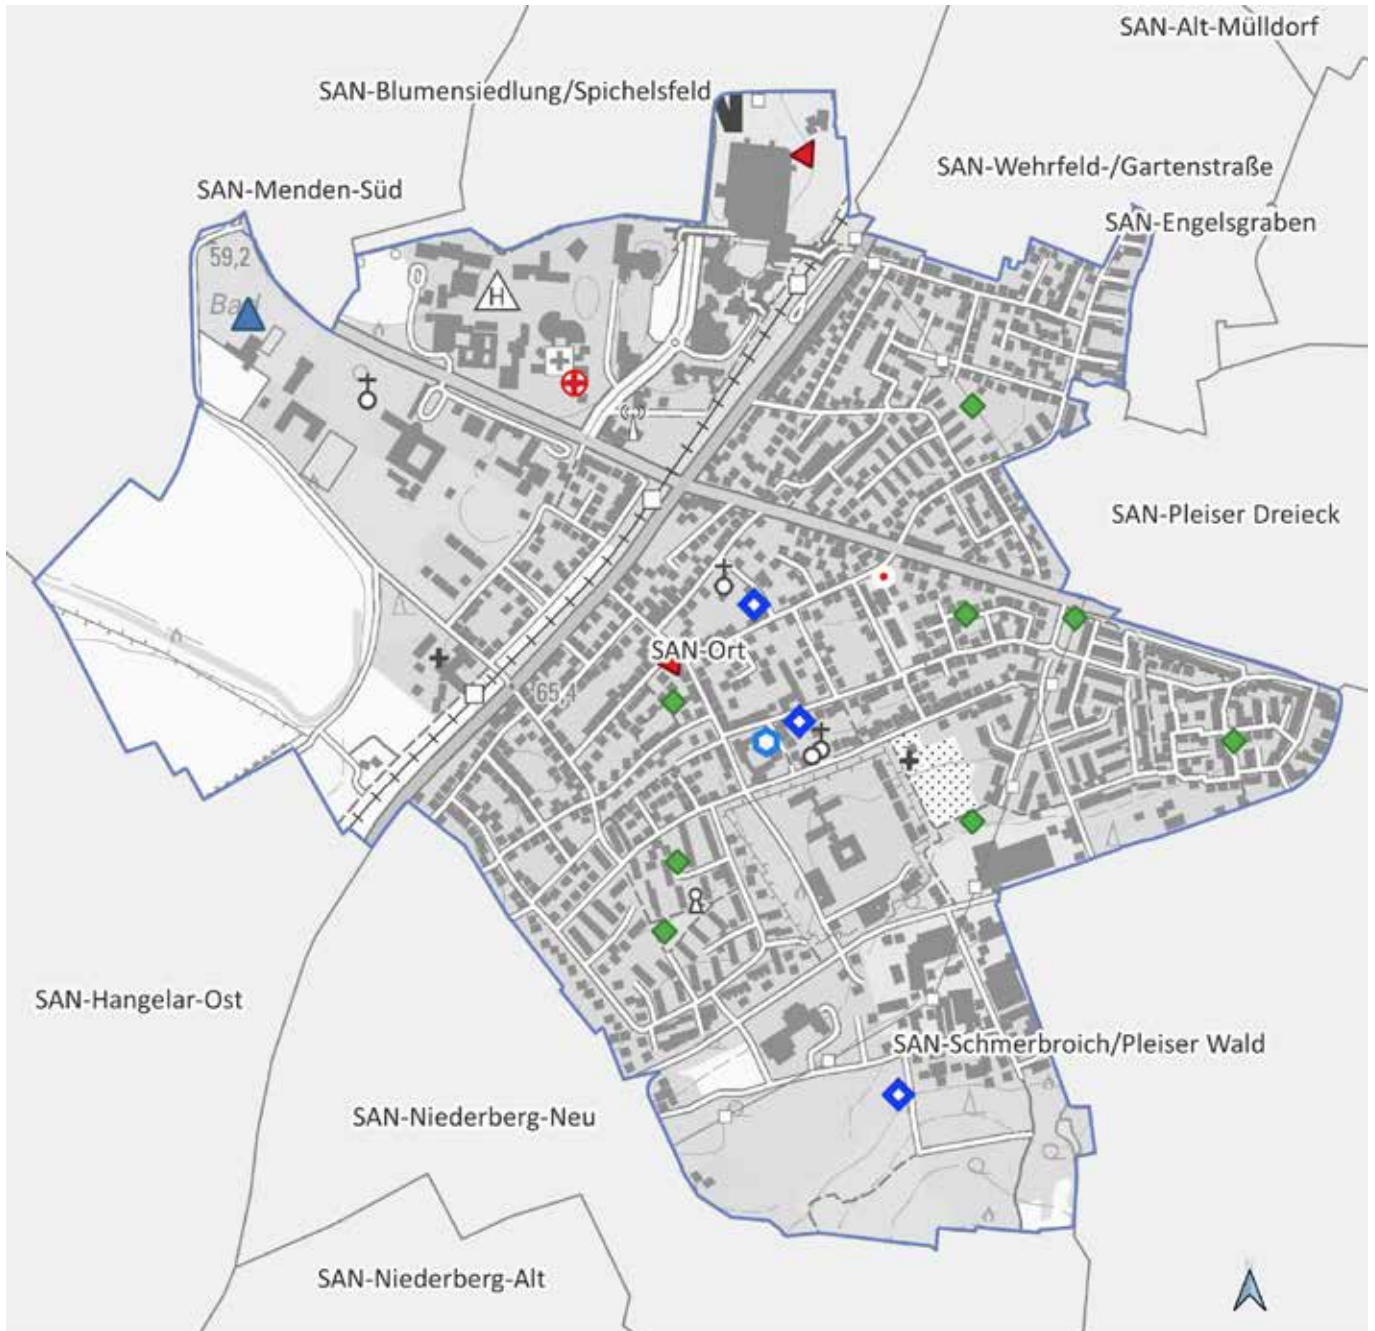 SAN-Alt-Mülldorf
SAN-Blumensiedlung/Spichelsfeld
SAN-Wehrfeld-/Gartenstraße
SAN-Menden-Süd
SAN-Engelsgraben
59,2
Bad
H
SAN-Pleiser Dreieck
SAN-Ort
65,4
SAN-Hangelar-Ost
SAN-Schmerbroich/Pleiser Wald
SAN-Niederberg-Neu
SAN-Niederberg-Alt